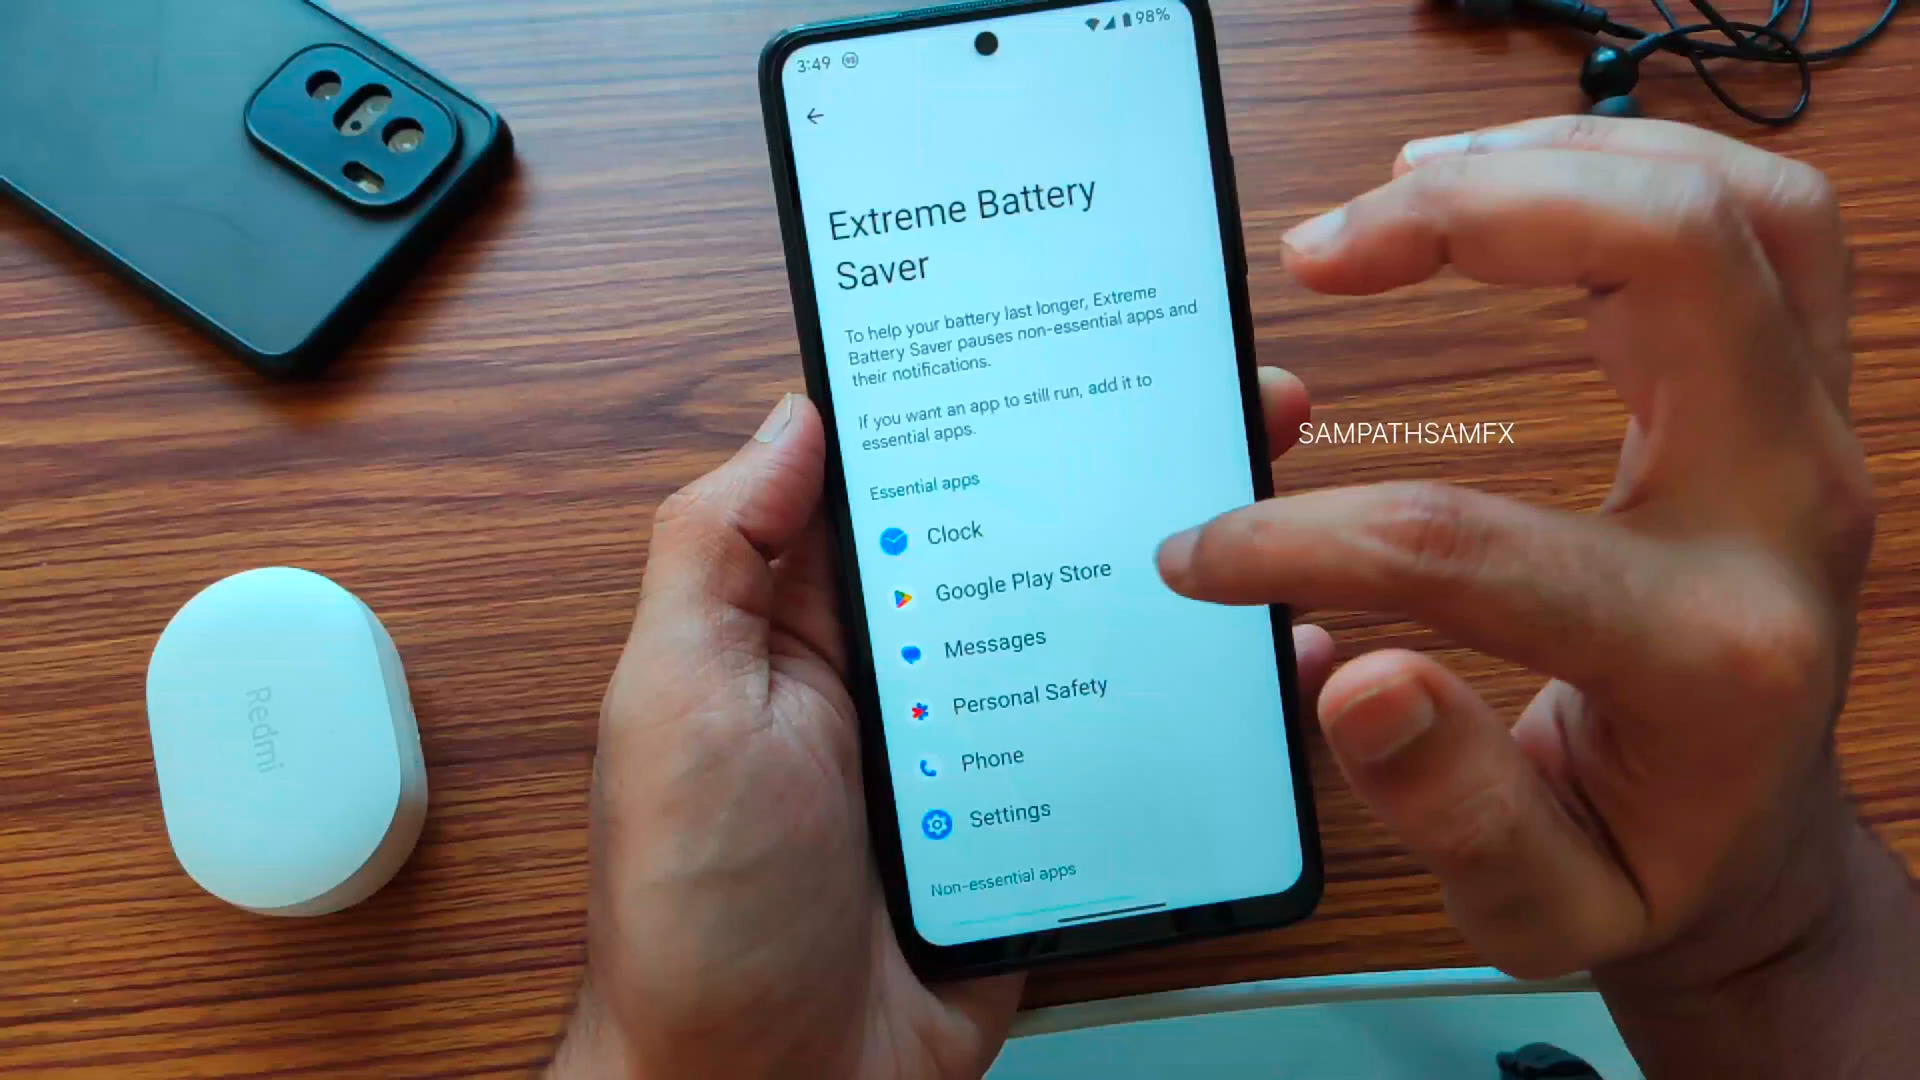 3:49
98%
Extreme Battery
Saver
To help your battery last longer, Extreme
Battery Saver pauses non-essential apps and
their notifications.
If you want an app to still run, add it to
essential apps.
Essential apps
Clock
Google Play Store
Messages
Personal Safety
Phone
Settings
Non-essential apps
SAMPATHSAMFX
Redmi